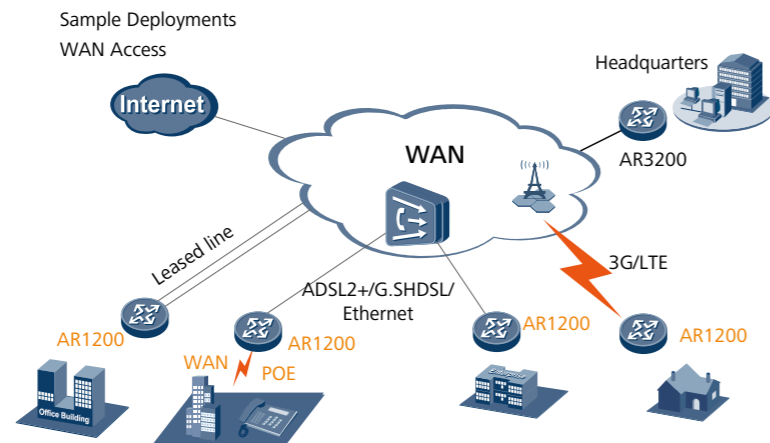 Sample Deployments
WAN Access
Internet
Headquarters
WAN
AR3200
Leased line
3G/LTE
ADSL2+/G.SHDSL/
Ethernet
AR1200
AR1200
AR1200
AR1200
WAN
POE
Office Building
Enterprise